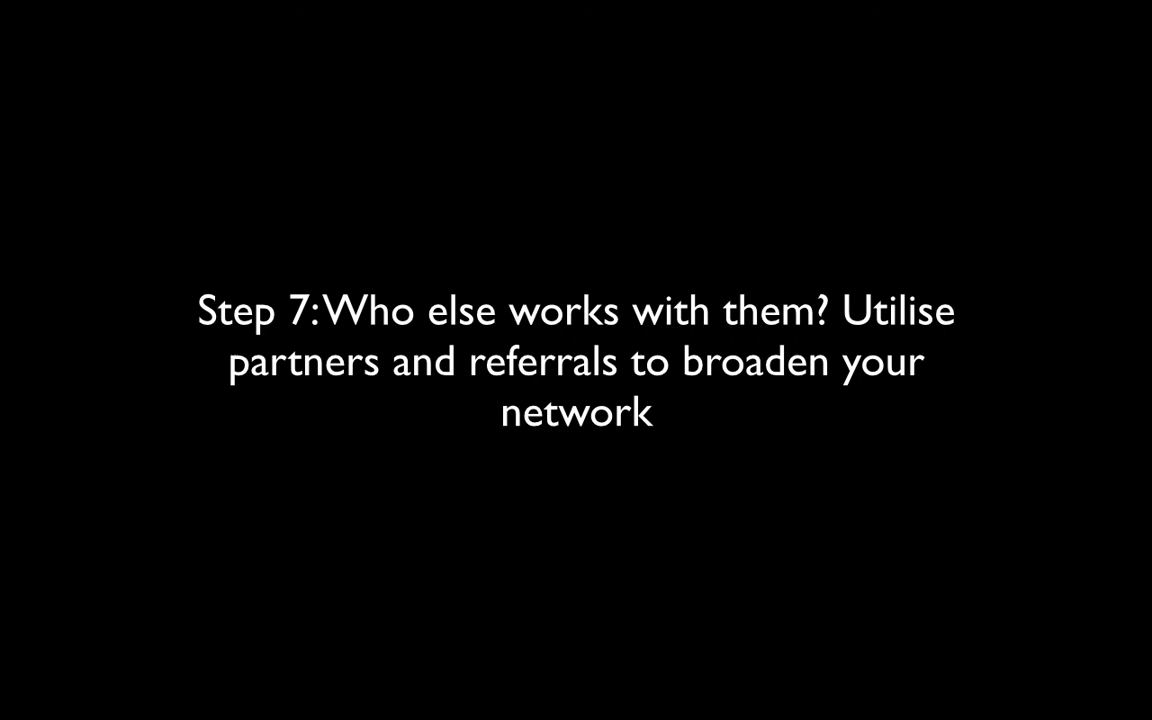 Step 7: Who else works with them? Utilise
partners and referrals to broaden your
network